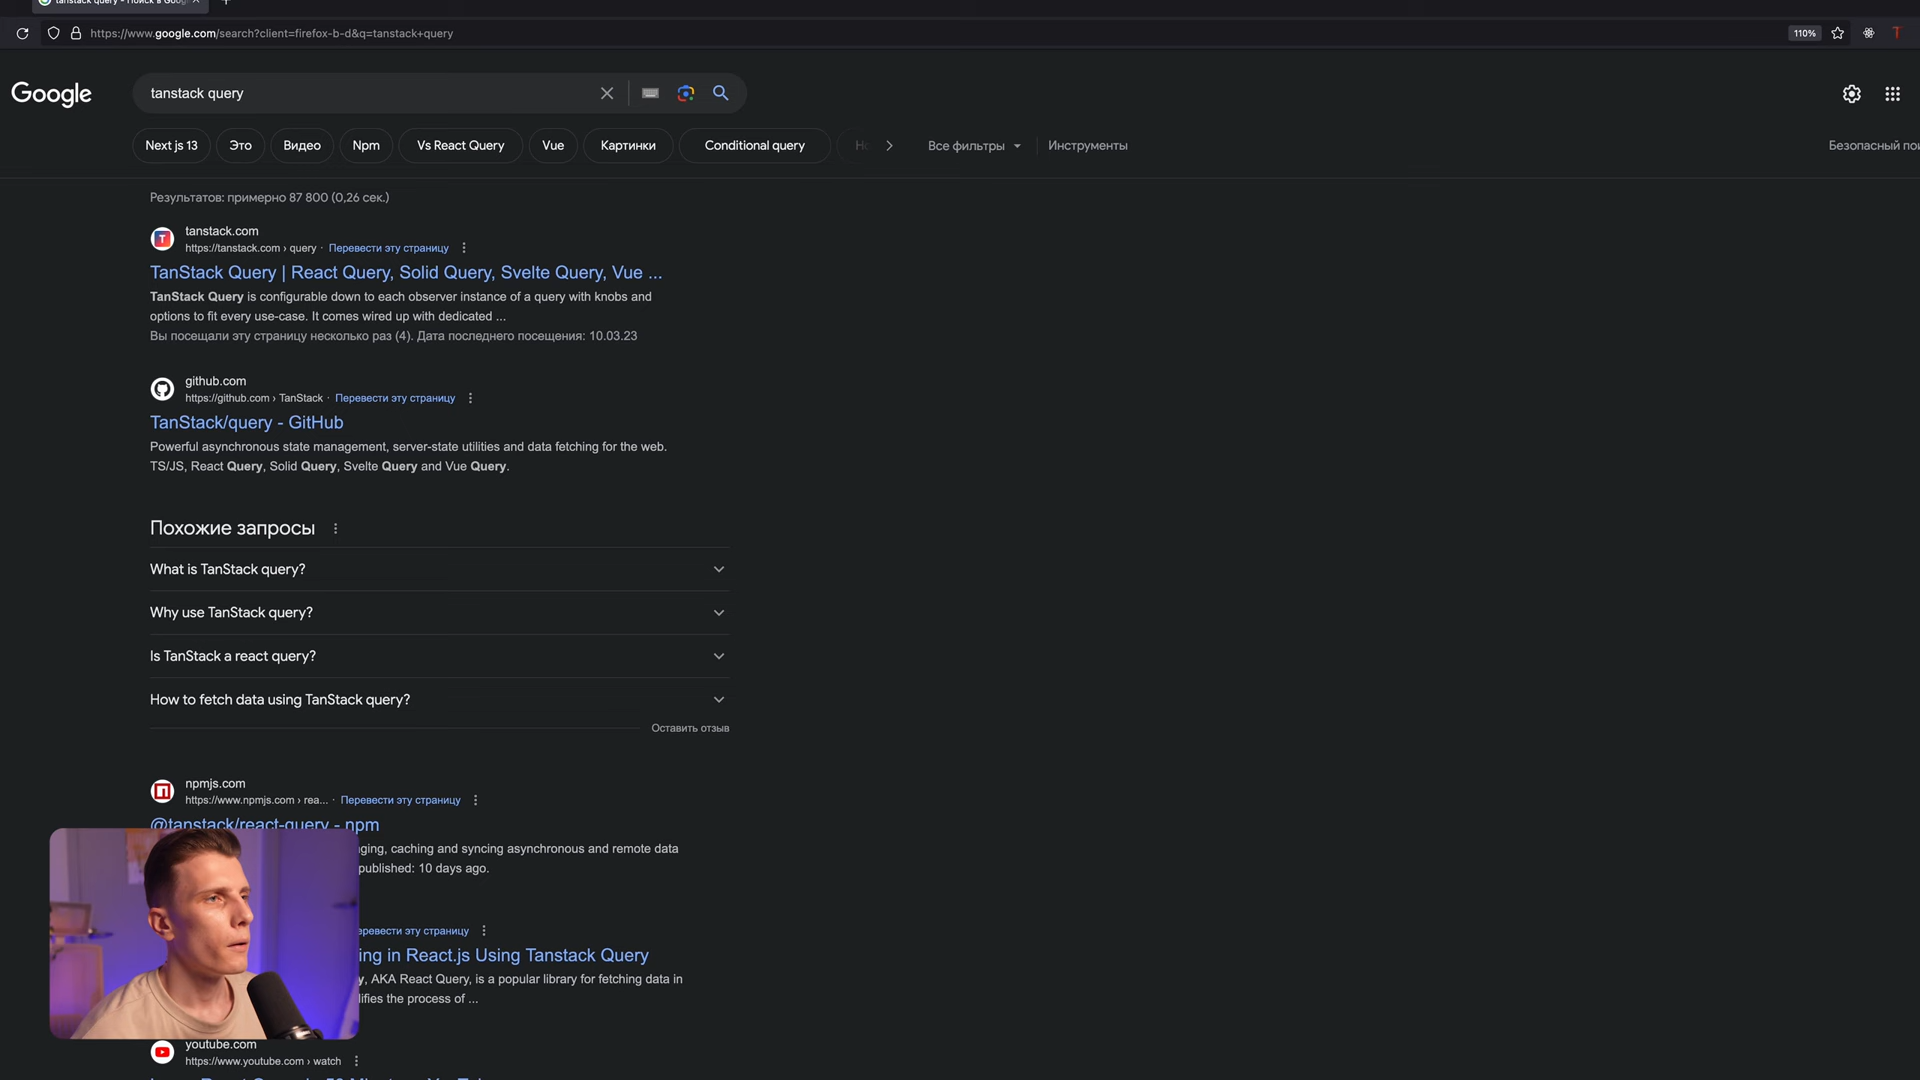 tanstack query - Поиск в Goog
https://www.google.com/search?client=firefox-b-d&q=tanstack+query
110%
Google
tanstack query
Next js 13
Это
Видео
Npm
Vs React Query
Vue
Картинки
Conditional query
Все фильтры
Инструменты
Безопасный пои
Результатов: примерно 87 800 (0,26 сек.)
tanstack.com
https://tanstack.com › query · Перевести эту страницу
TanStack Query | React Query, Solid Query, Svelte Query, Vue ...
TanStack Query is configurable down to each observer instance of a query with knobs and
options to fit every use-case. It comes wired up with dedicated ...
Вы посещали эту страницу несколько раз (4). Дата последнего посещения: 10.03.23
github.com
https://github.com › TanStack · Перевести эту страницу
TanStack/query - GitHub
Powerful asynchronous state management, server-state utilities and data fetching for the web.
TS/JS, React Query, Solid Query, Svelte Query and Vue Query.
Похожие запросы
What is TanStack query?
Why use TanStack query?
Is TanStack a react query?
How to fetch data using TanStack query?
Оставить отзыв
npmjs.com
https://www.npmjs.com › rea... · Перевести эту страницу
@tanstack/react-query - npm
ging, caching and syncing asynchronous and remote data
published: 10 days ago.
еревести эту страницу
ing in React.js Using Tanstack Query
y, AKA React Query, is a popular library for fetching data in
lifies the process of ...
youtube.com
https://www.youtube.com › watch